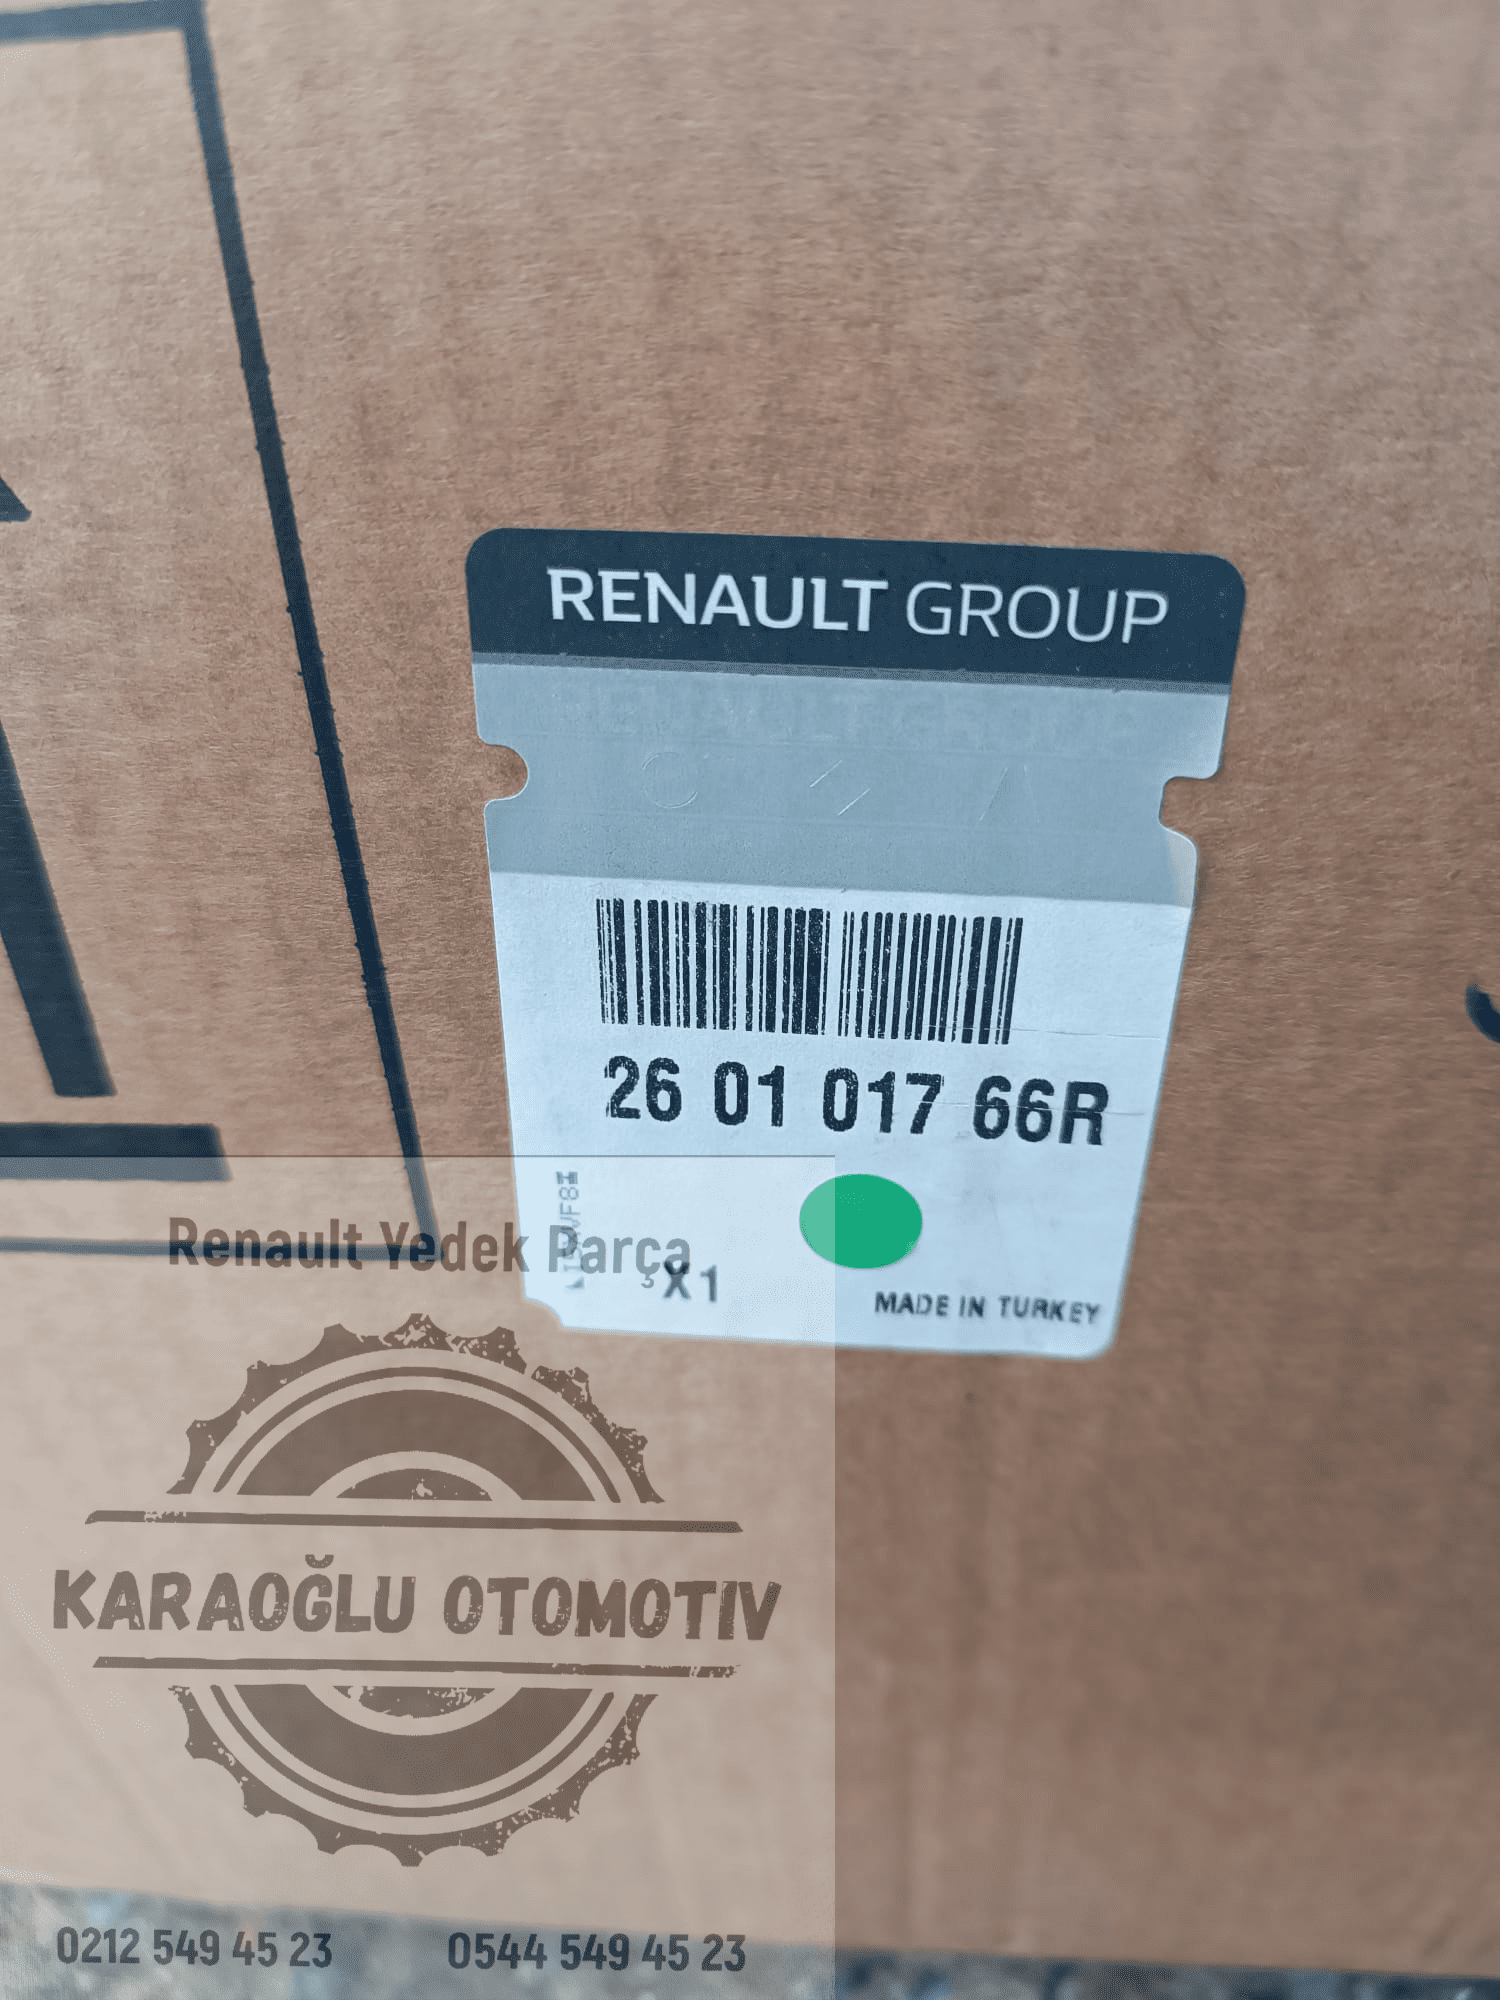 RENAULT GROUP
26 01 017 66R
X1
MADE IN TURKEY
Renault Yedek Parça
KARAOĞLU OTOMOTIV
0212 549 45 23
0544 549 45 23